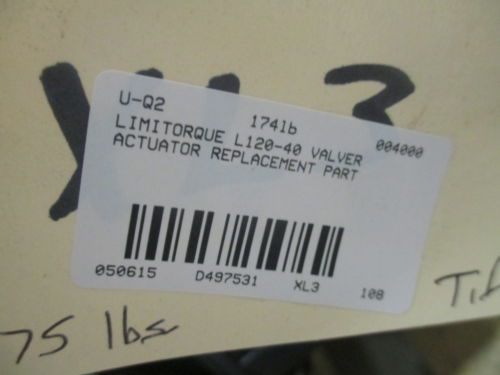 XL3
U-Q2 174lb 004000
LIMITORQUE L120-40 VALVER
ACTUATOR REPLACEMENT PART
050615 D497531 XL3 108
75 lbs